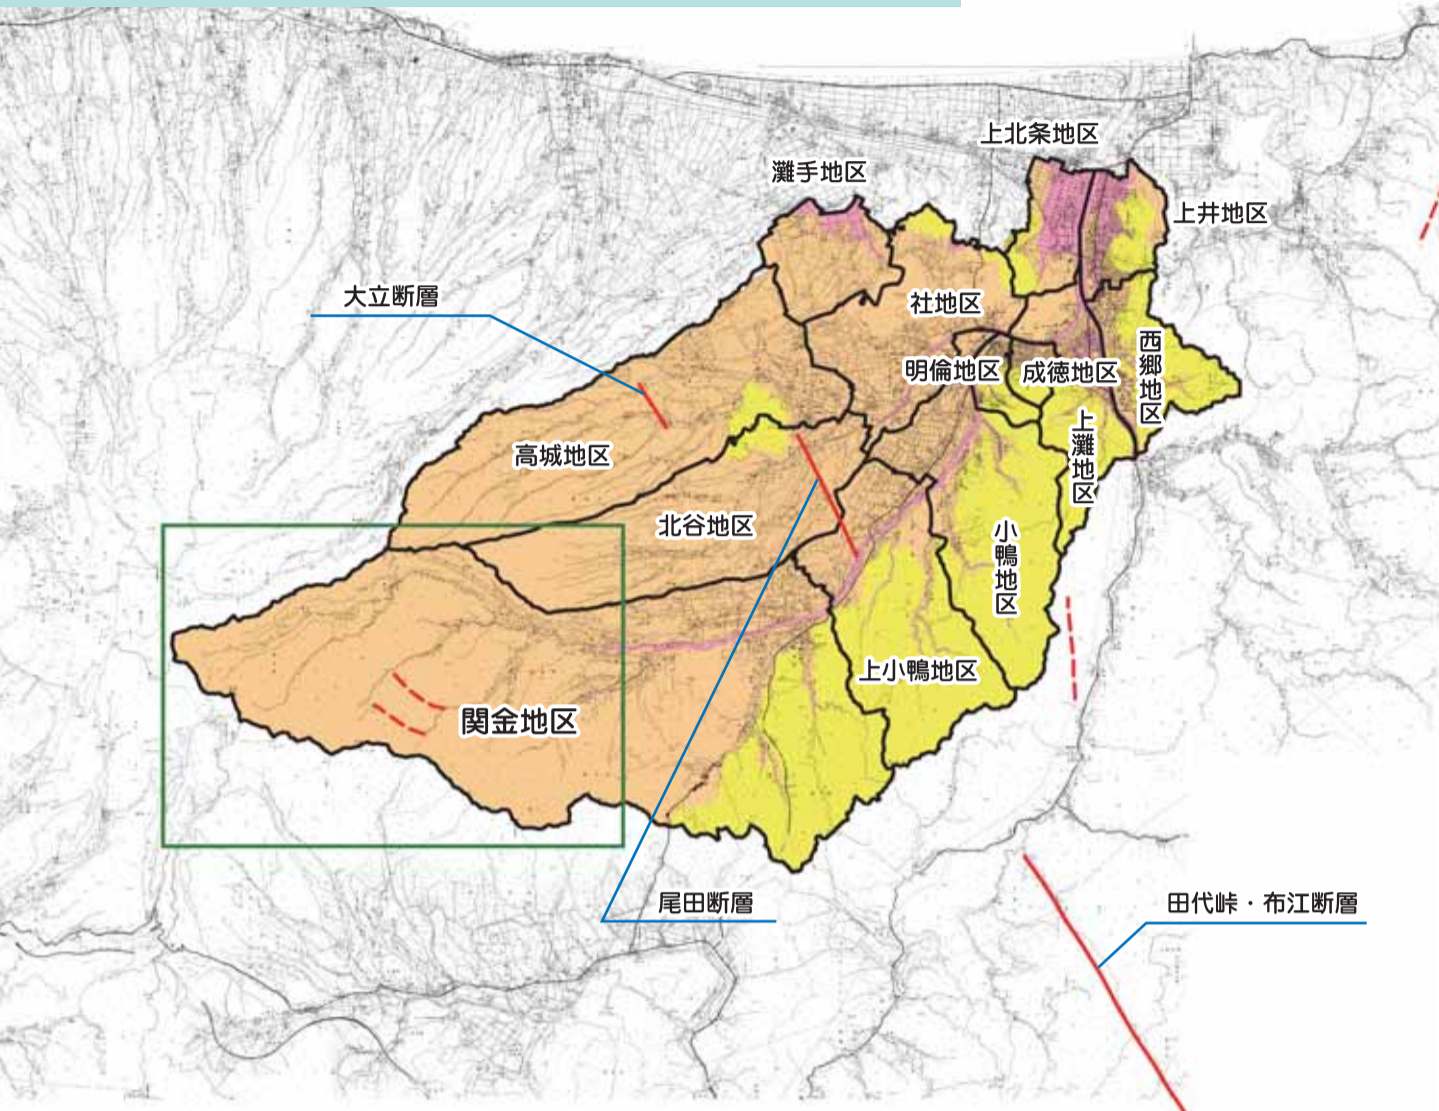 上北条地区
灘手地区
上井地区
大立断層
社地区
西郷地区
明倫地区
成徳地区
上灘地区
高城地区
北谷地区
小鴨地区
上小鴨地区
関金地区
尾田断層
田代峠・布江断層